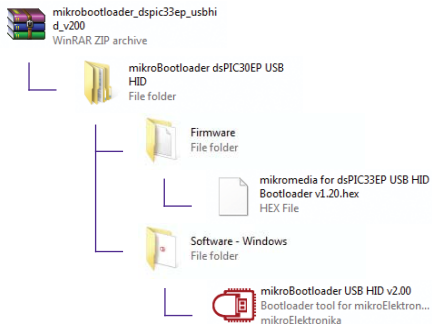 mikrobootloader_dspic33ep_usbhi
d_v200
WinRAR ZIP archive
mikroBootloader dsPIC30EP USB
HID
File folder
Firmware
File folder
mikromedia for dsPIC33EP USB HID
Bootloader v1.20.hex
HEX File
Software - Windows
File folder
mikroBootloader USB HID v2.00
Bootloader tool for mikroElektron...
mikroElektronika